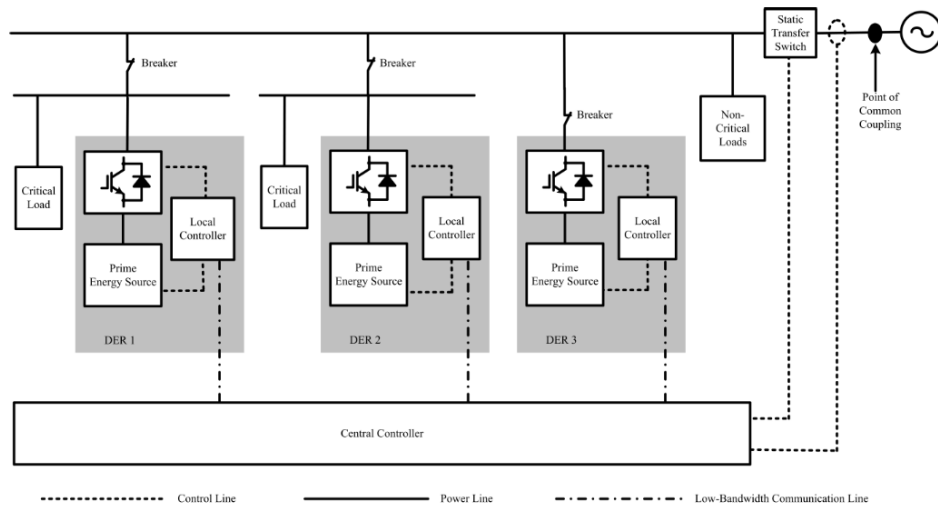 Static
Transfer
Switch
Breaker
Breaker
Point of
Common
Coupling
Breaker
Non-
Critical
Loads
Critical
Load
Local
Controller
Prime
Energy Source
DER 1
Critical
Load
Local
Controller
Prime
Energy Source
DER 2
Local
Controller
Prime
Energy Source
DER 3
Central Controller
Control Line
Power Line
Low-Bandwidth Communication Line